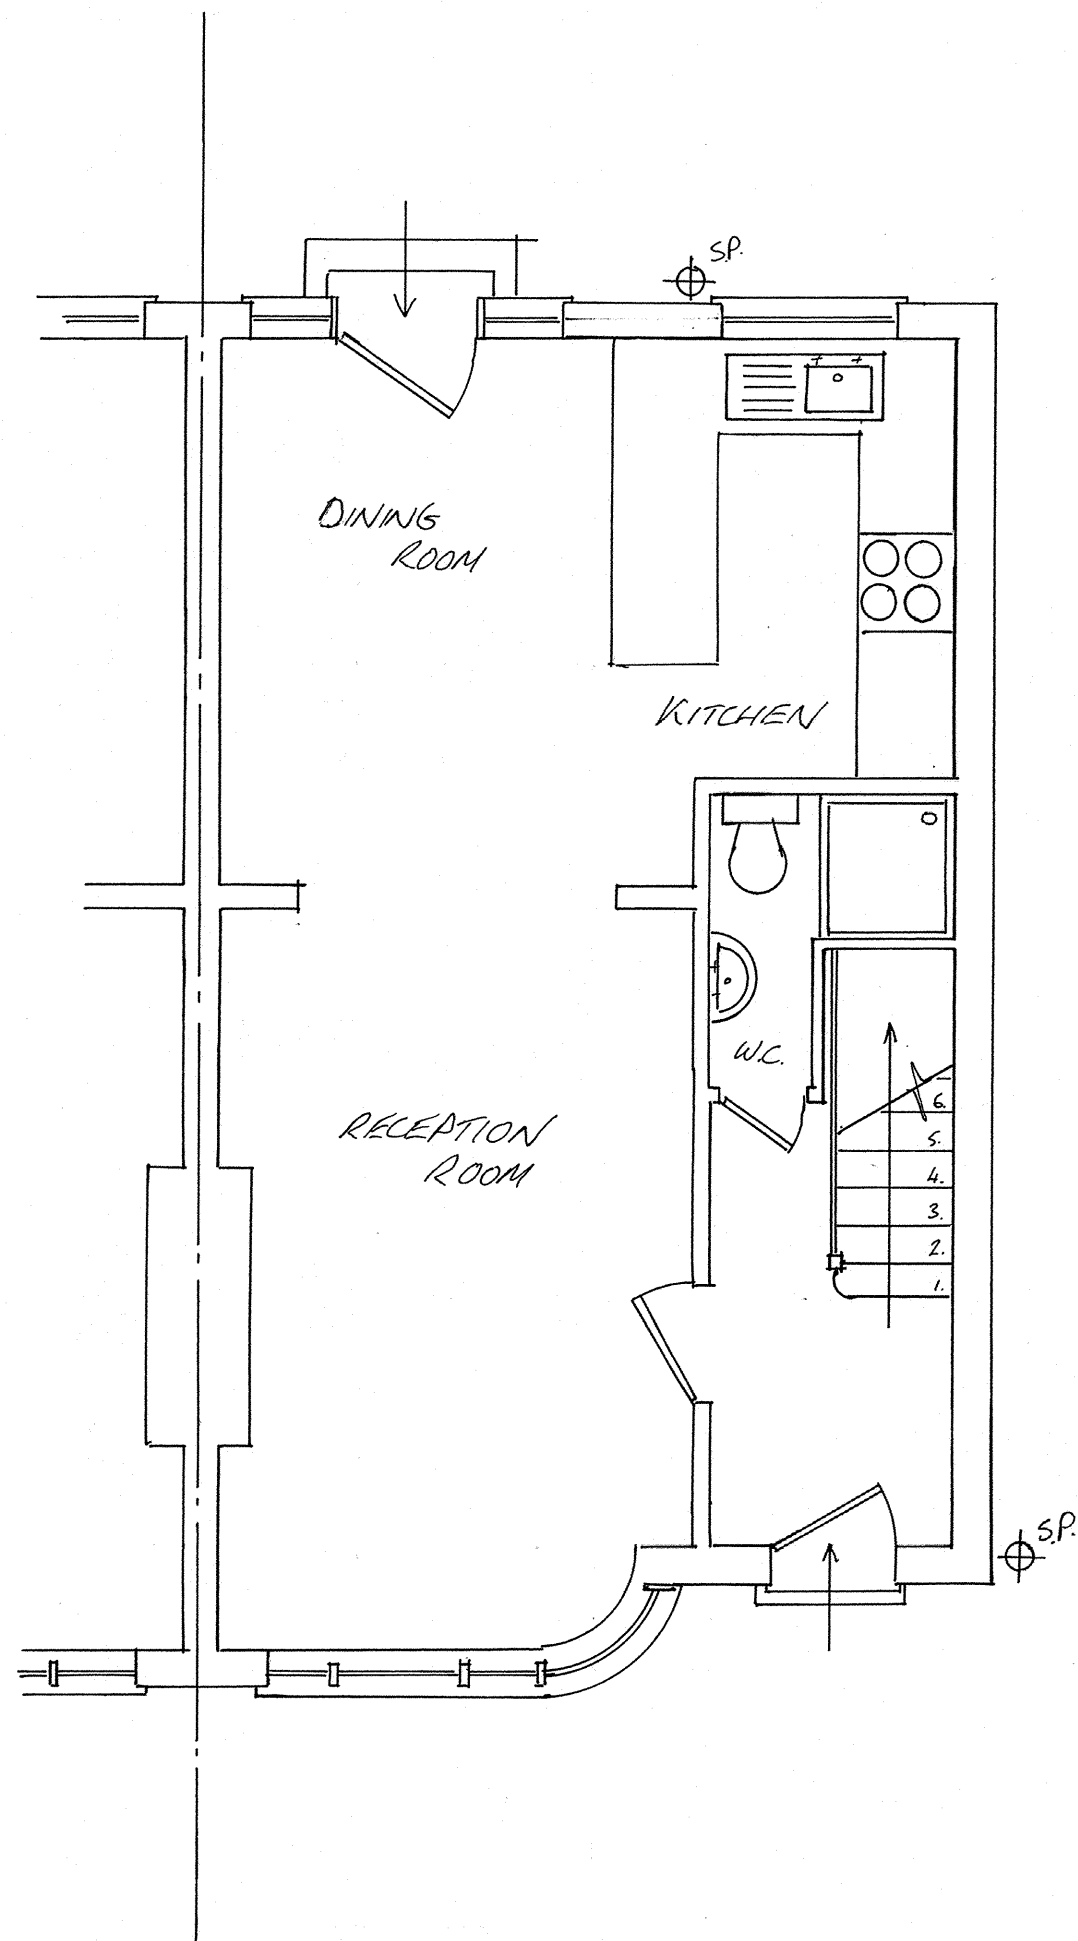 S.P.
DINING
ROOM
KITCHEN
W.C.
6.
5.
4.
3.
2.
1.
RECEPTION
ROOM
S.P.